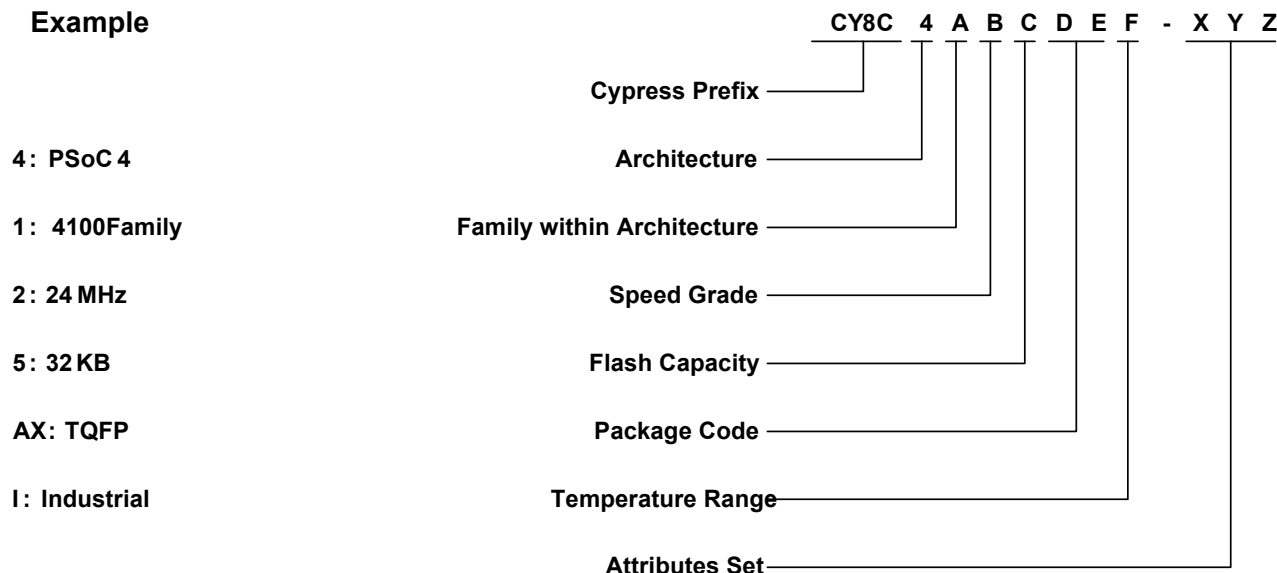 Example CY8C 4 A B C D E F - X Y Z
Cypress Prefix
4: PSoC 4 Architecture
1: 4100Family Family within Architecture
2: 24 MHz Speed Grade
5: 32 KB Flash Capacity
AX: TQFP Package Code
I: Industrial Temperature Range
Attributes Set